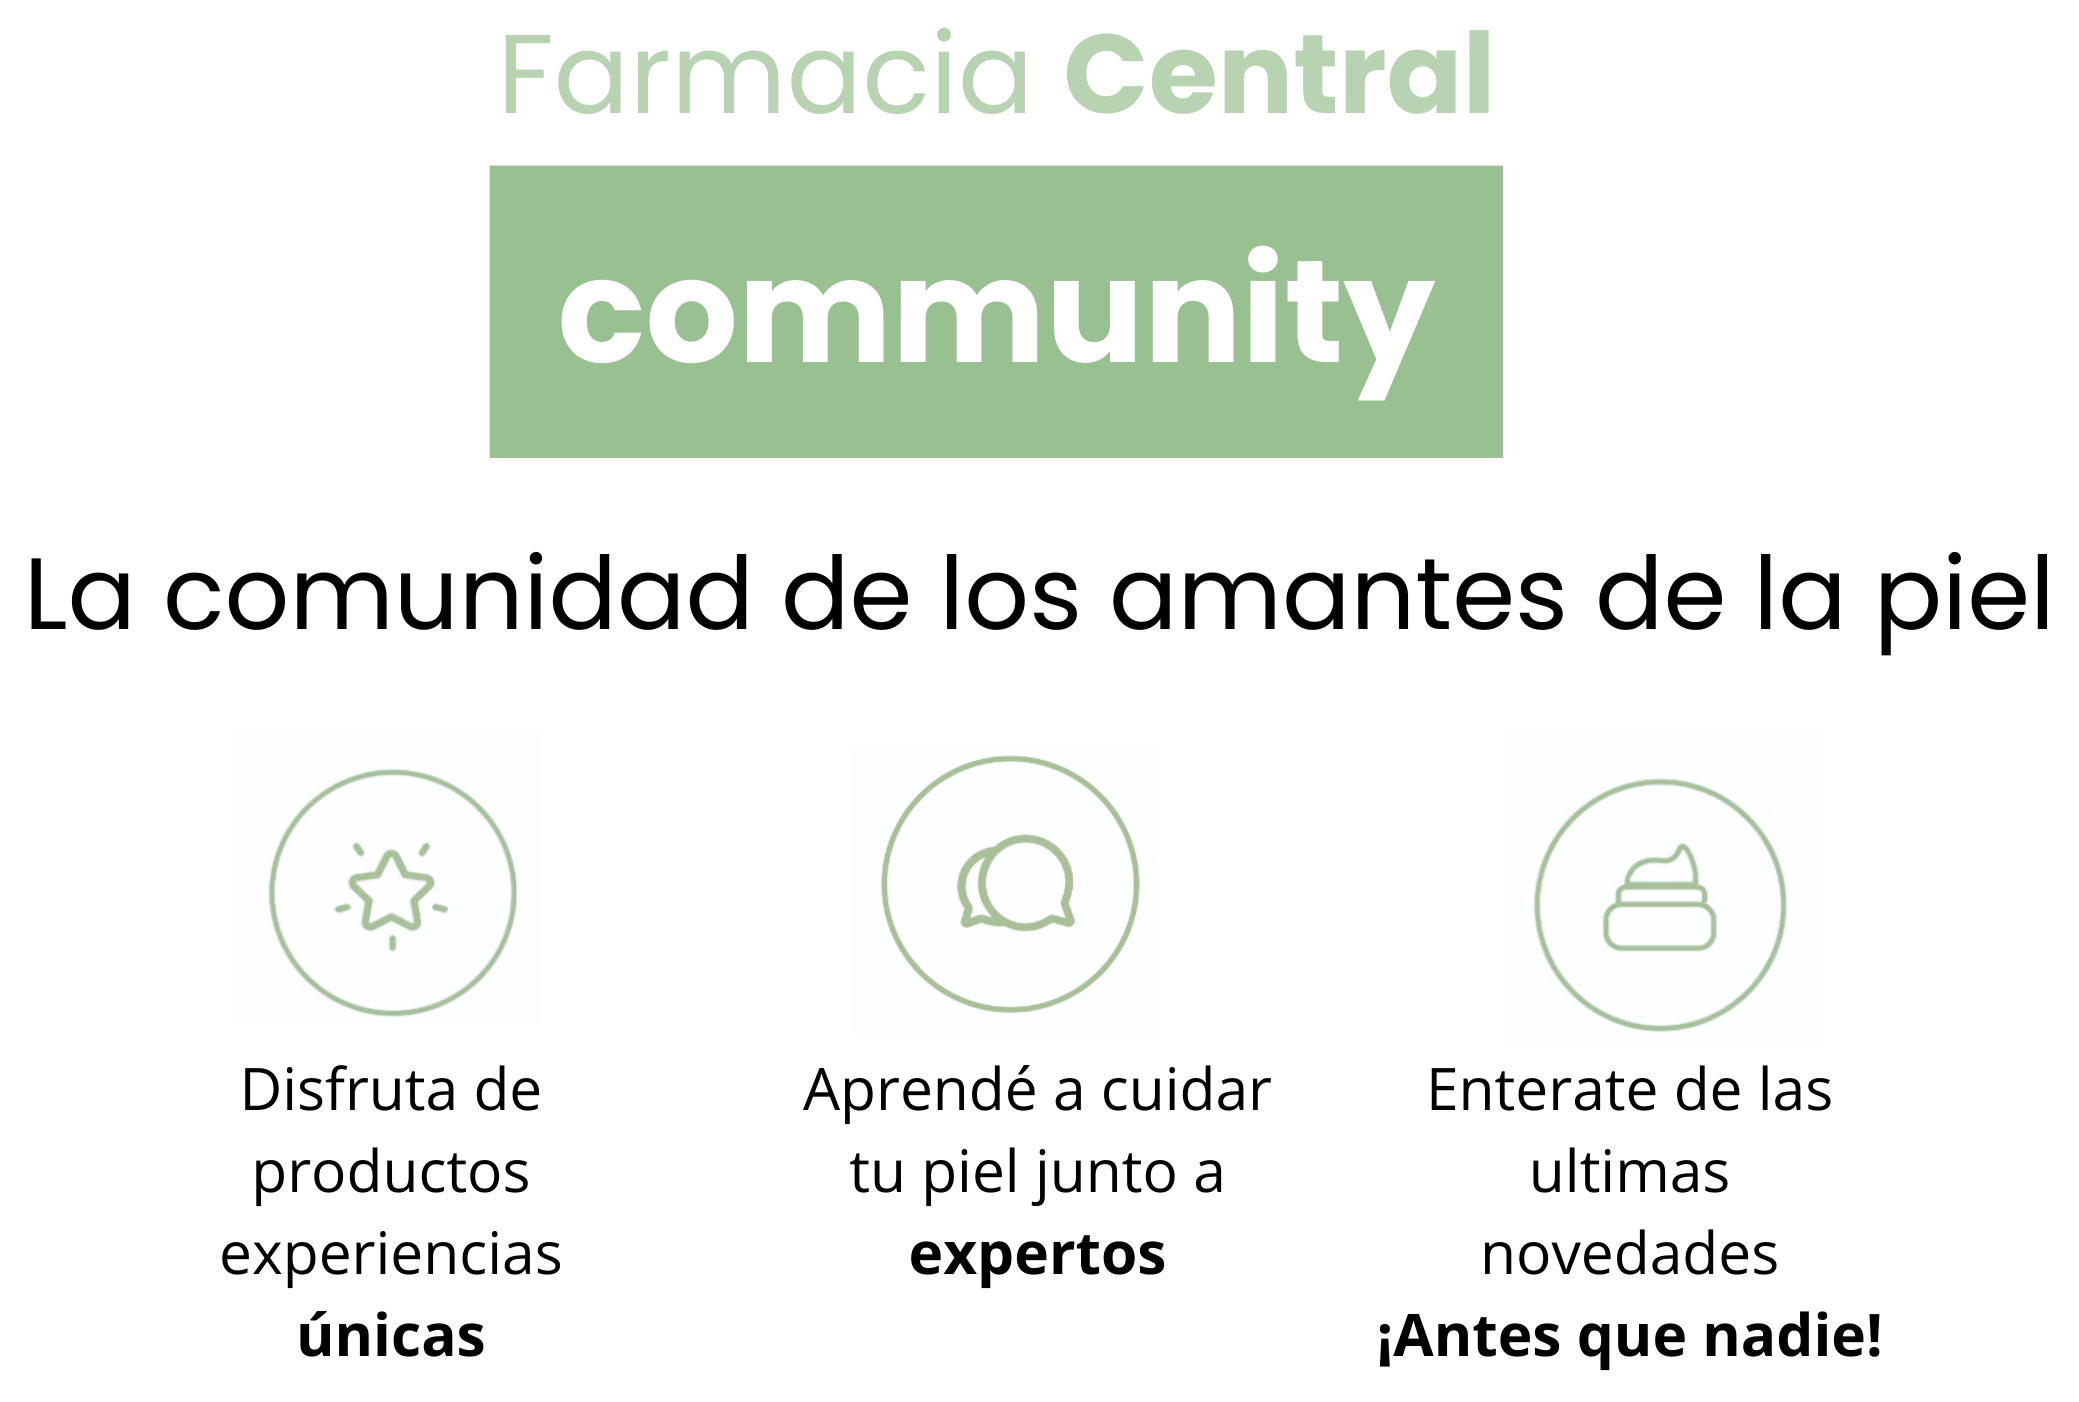 Farmacia Central
community
La comunidad de los amantes de la piel
Disfruta de
productos
experiencias
únicas
Aprendé a cuidar
tu piel junto a
expertos
Enterate de las
ultimas
novedades
¡Antes que nadie!